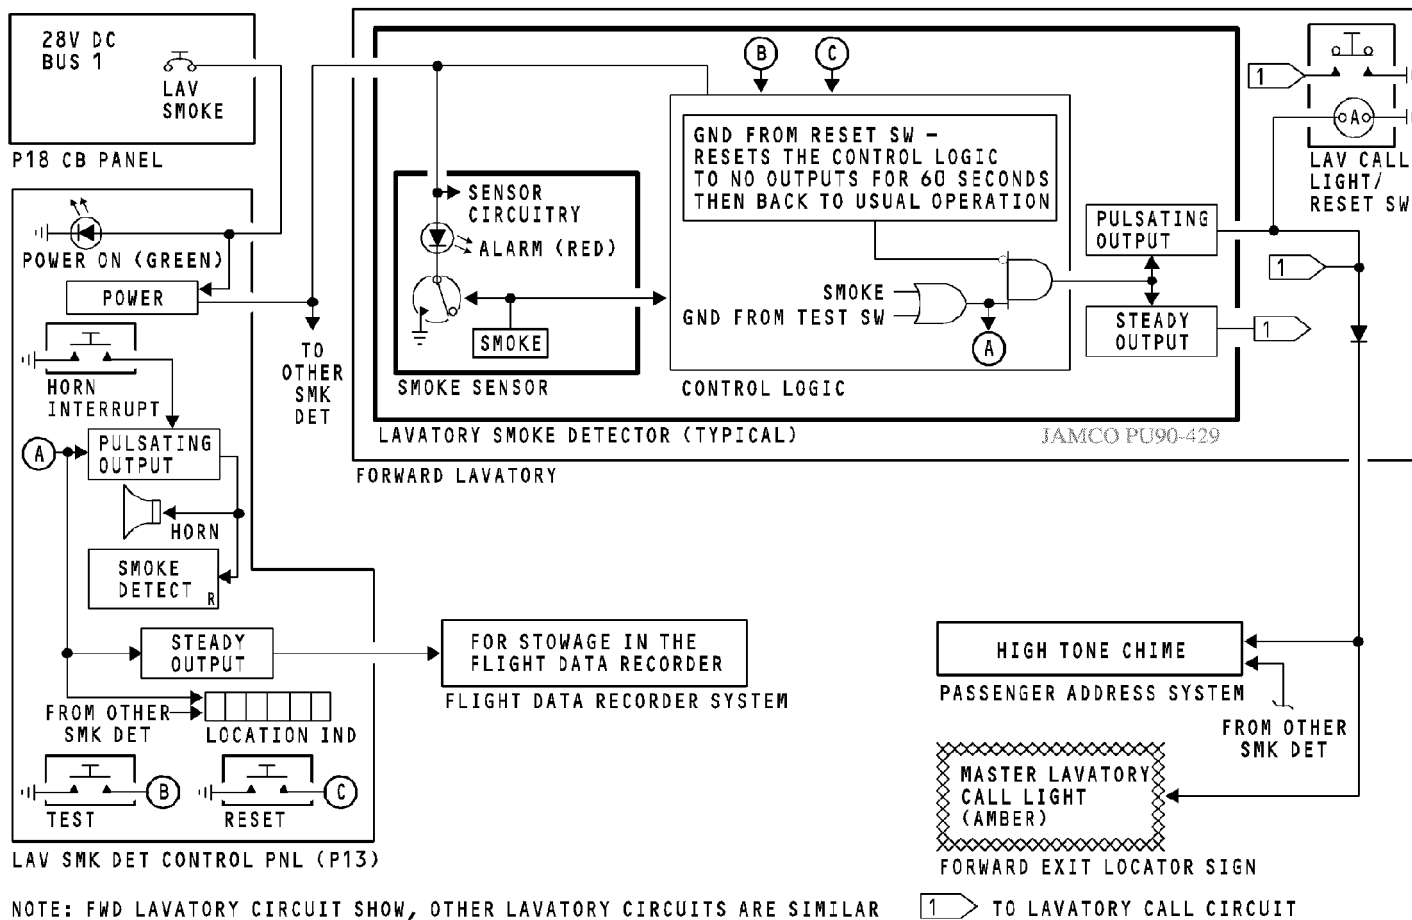 28V DC
BUS 1
LAV
SMOKE
P18 CB PANEL
POWER ON (GREEN)
POWER
HORN
INTERRUPT
A
PULSATING
OUTPUT
HORN
SMOKE
DETECT
R
STEADY
OUTPUT
FROM OTHER
SMK DET
LOCATION IND
B
TEST
C
RESET
LAV SMK DET CONTROL PNL (P13)
TO
OTHER
SMK
DET
B
C
GND FROM RESET SW -
RESETS THE CONTROL LOGIC
TO NO OUTPUTS FOR 60 SECONDS
THEN BACK TO USUAL OPERATION
SENSOR
CIRCUITRY
ALARM (RED)
SMOKE
SMOKE SENSOR
SMOKE
GND FROM TEST SW
A
CONTROL LOGIC
PULSATING
OUTPUT
STEADY
OUTPUT
LAVATORY SMOKE DETECTOR (TYPICAL)
JAMCO PU90-429
FORWARD LAVATORY
1
A
LAV CALL
LIGHT/
RESET SW
1
1
FOR STOWAGE IN THE
FLIGHT DATA RECORDER
FLIGHT DATA RECORDER SYSTEM
HIGH TONE CHIME
PASSENGER ADDRESS SYSTEM
FROM OTHER
SMK DET
MASTER LAVATORY
CALL LIGHT
(AMBER)
FORWARD EXIT LOCATOR SIGN
NOTE: FWD LAVATORY CIRCUIT SHOW, OTHER LAVATORY CIRCUITS ARE SIMILAR
1 TO LAVATORY CALL CIRCUIT